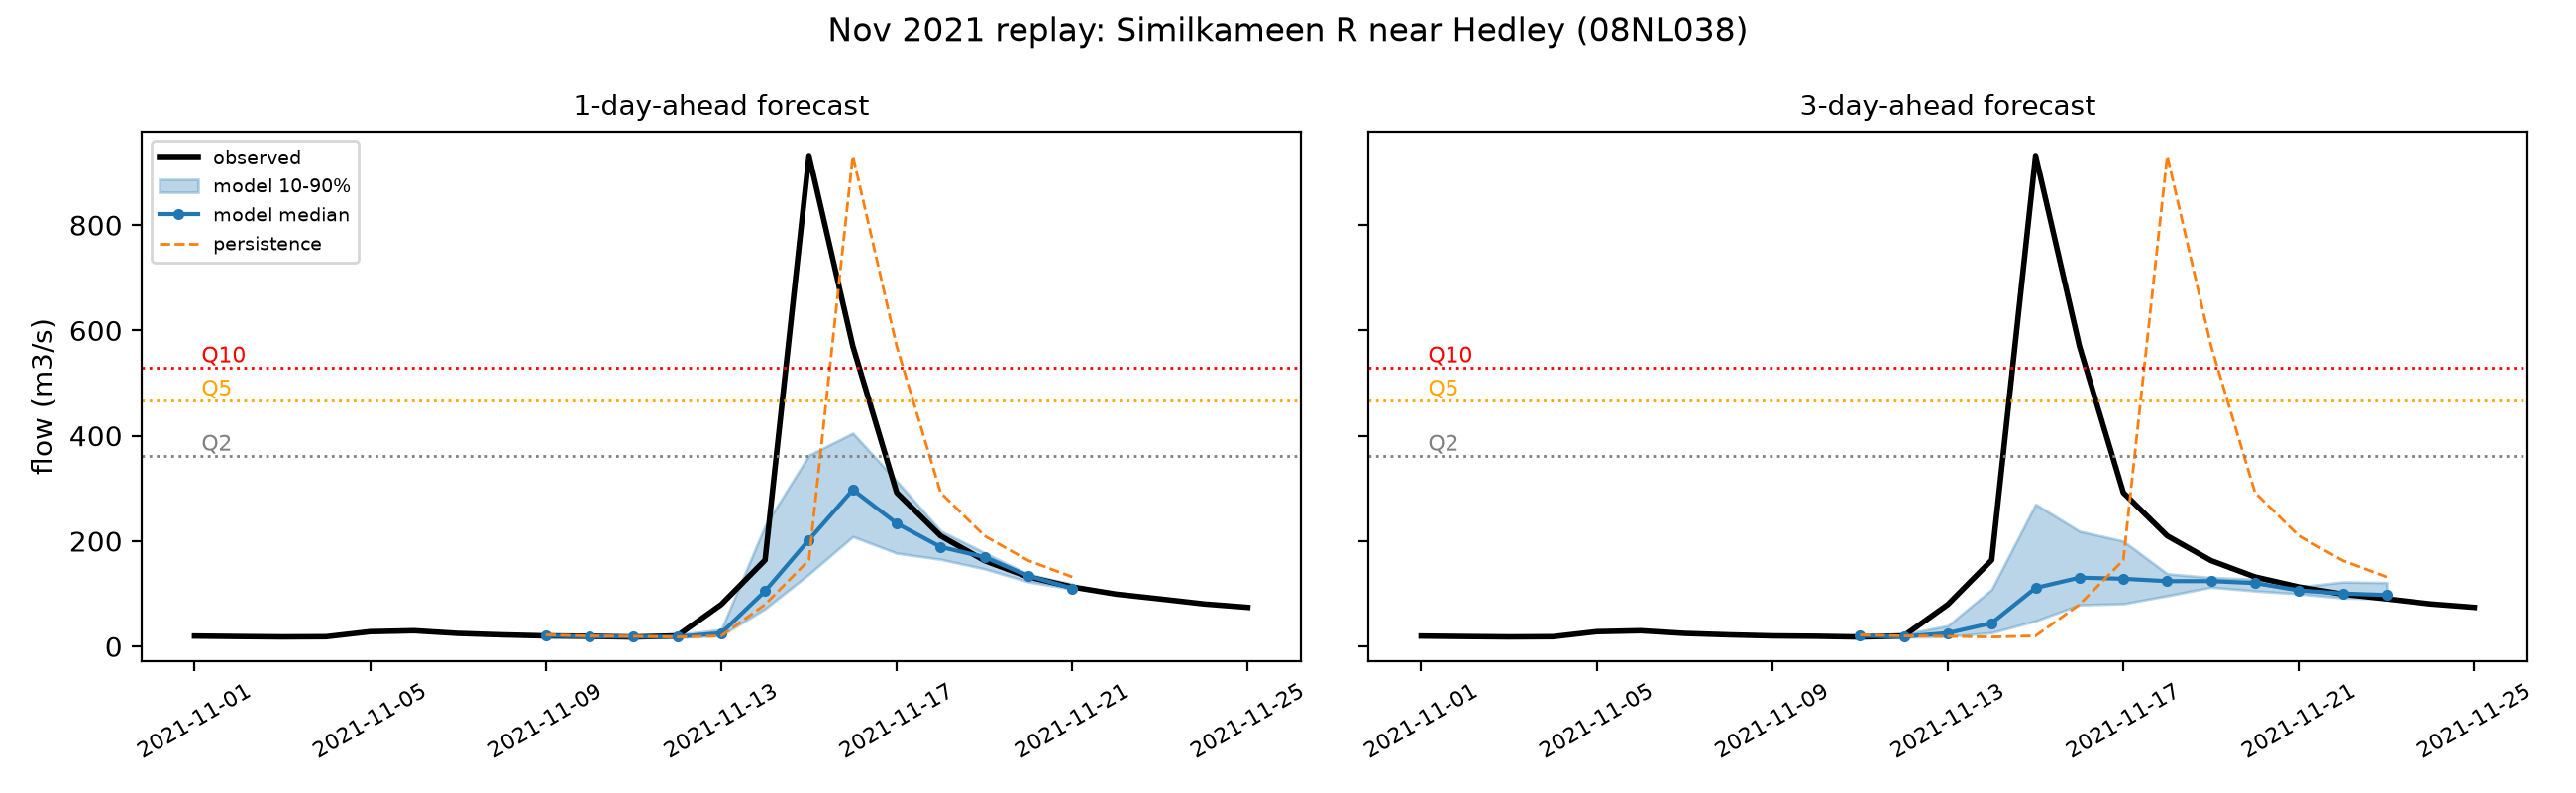 Nov 2021 replay: Similkameen R near Hedley (08NL038)
1-day-ahead forecast
observed
model 10-90%
model median
persistence
flow (m3/s)
800
600
400
200
0
Q10
Q5
Q2
2021-11-01
2021-11-05
2021-11-09
2021-11-13
2021-11-17
2021-11-21
2021-11-25
3-day-ahead forecast
Q10
Q5
Q2
2021-11-01
2021-11-05
2021-11-09
2021-11-13
2021-11-17
2021-11-21
2021-11-25